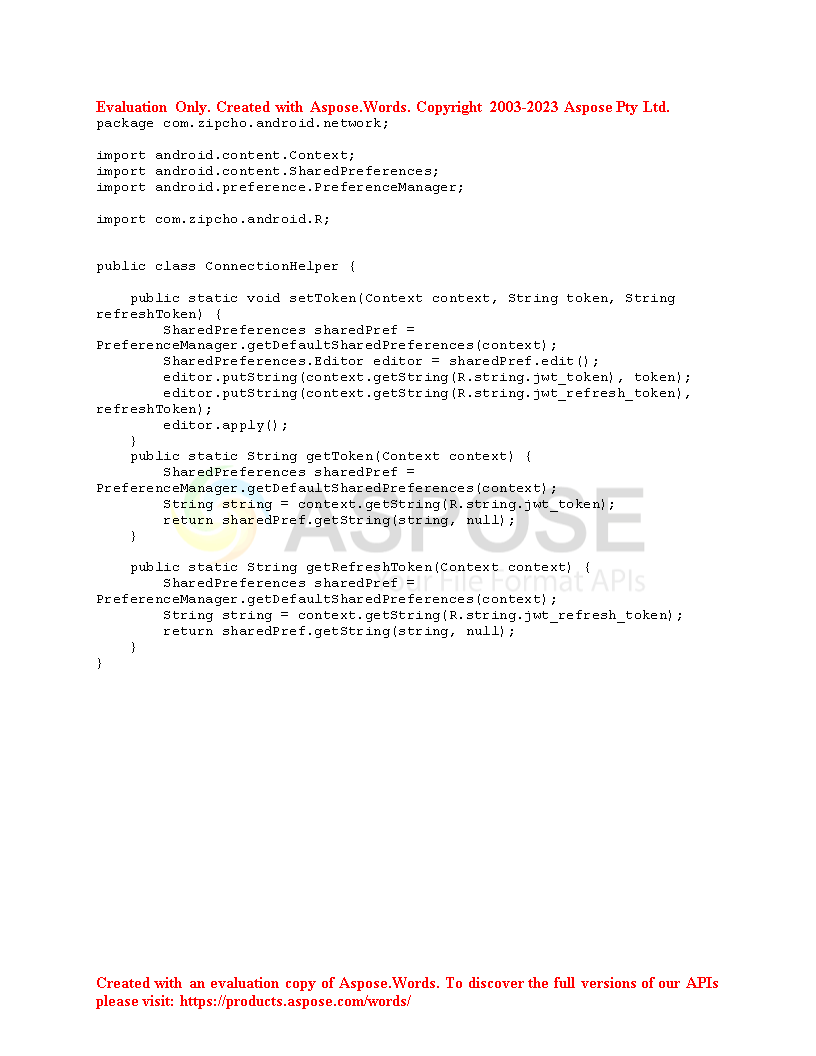 Evaluation Only. Created with Aspose.Words. Copyright 2003-2023 Aspose Pty Ltd.
package com.zipcho.android.network;

import android.content.Context;
import android.content.SharedPreferences;
import android.preference.PreferenceManager;

import com.zipcho.android.R;


public class ConnectionHelper {

    public static void setToken(Context context, String token, String
refreshToken) {
        SharedPreferences sharedPref =
PreferenceManager.getDefaultSharedPreferences(context);
        SharedPreferences.Editor editor = sharedPref.edit();
        editor.putString(context.getString(R.string.jwt_token), token);
        editor.putString(context.getString(R.string.jwt_refresh_token),
refreshToken);
        editor.apply();
    }
    public static String getToken(Context context) {
        SharedPreferences sharedPref =
PreferenceManager.getDefaultSharedPreferences(context);
        String string = context.getString(R.string.jwt_token);
        return sharedPref.getString(string, null);
    }

    public static String getRefreshToken(Context context) {
        SharedPreferences sharedPref =
PreferenceManager.getDefaultSharedPreferences(context);
        String string = context.getString(R.string.jwt_refresh_token);
        return sharedPref.getString(string, null);
    }
}
ASPOSE
Your File Format APIs
Created with an evaluation copy of Aspose.Words. To discover the full versions of our APIs
please visit: https://products.aspose.com/words/